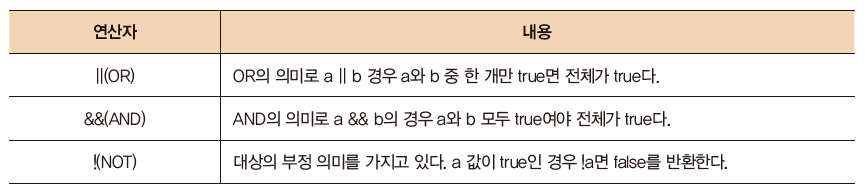 연산자 내용
||(OR) OR의 의미로 a || b 경우 a와 b 중 한 개만 true면 전체가 true다.
&&(AND) AND의 의미로 a && b의 경우 a와 b 모두 true여야 전체가 true다.
!(NOT) 대상의 부정 의미를 가지고 있다. a 값이 true인 경우 !a면 false를 반환한다.